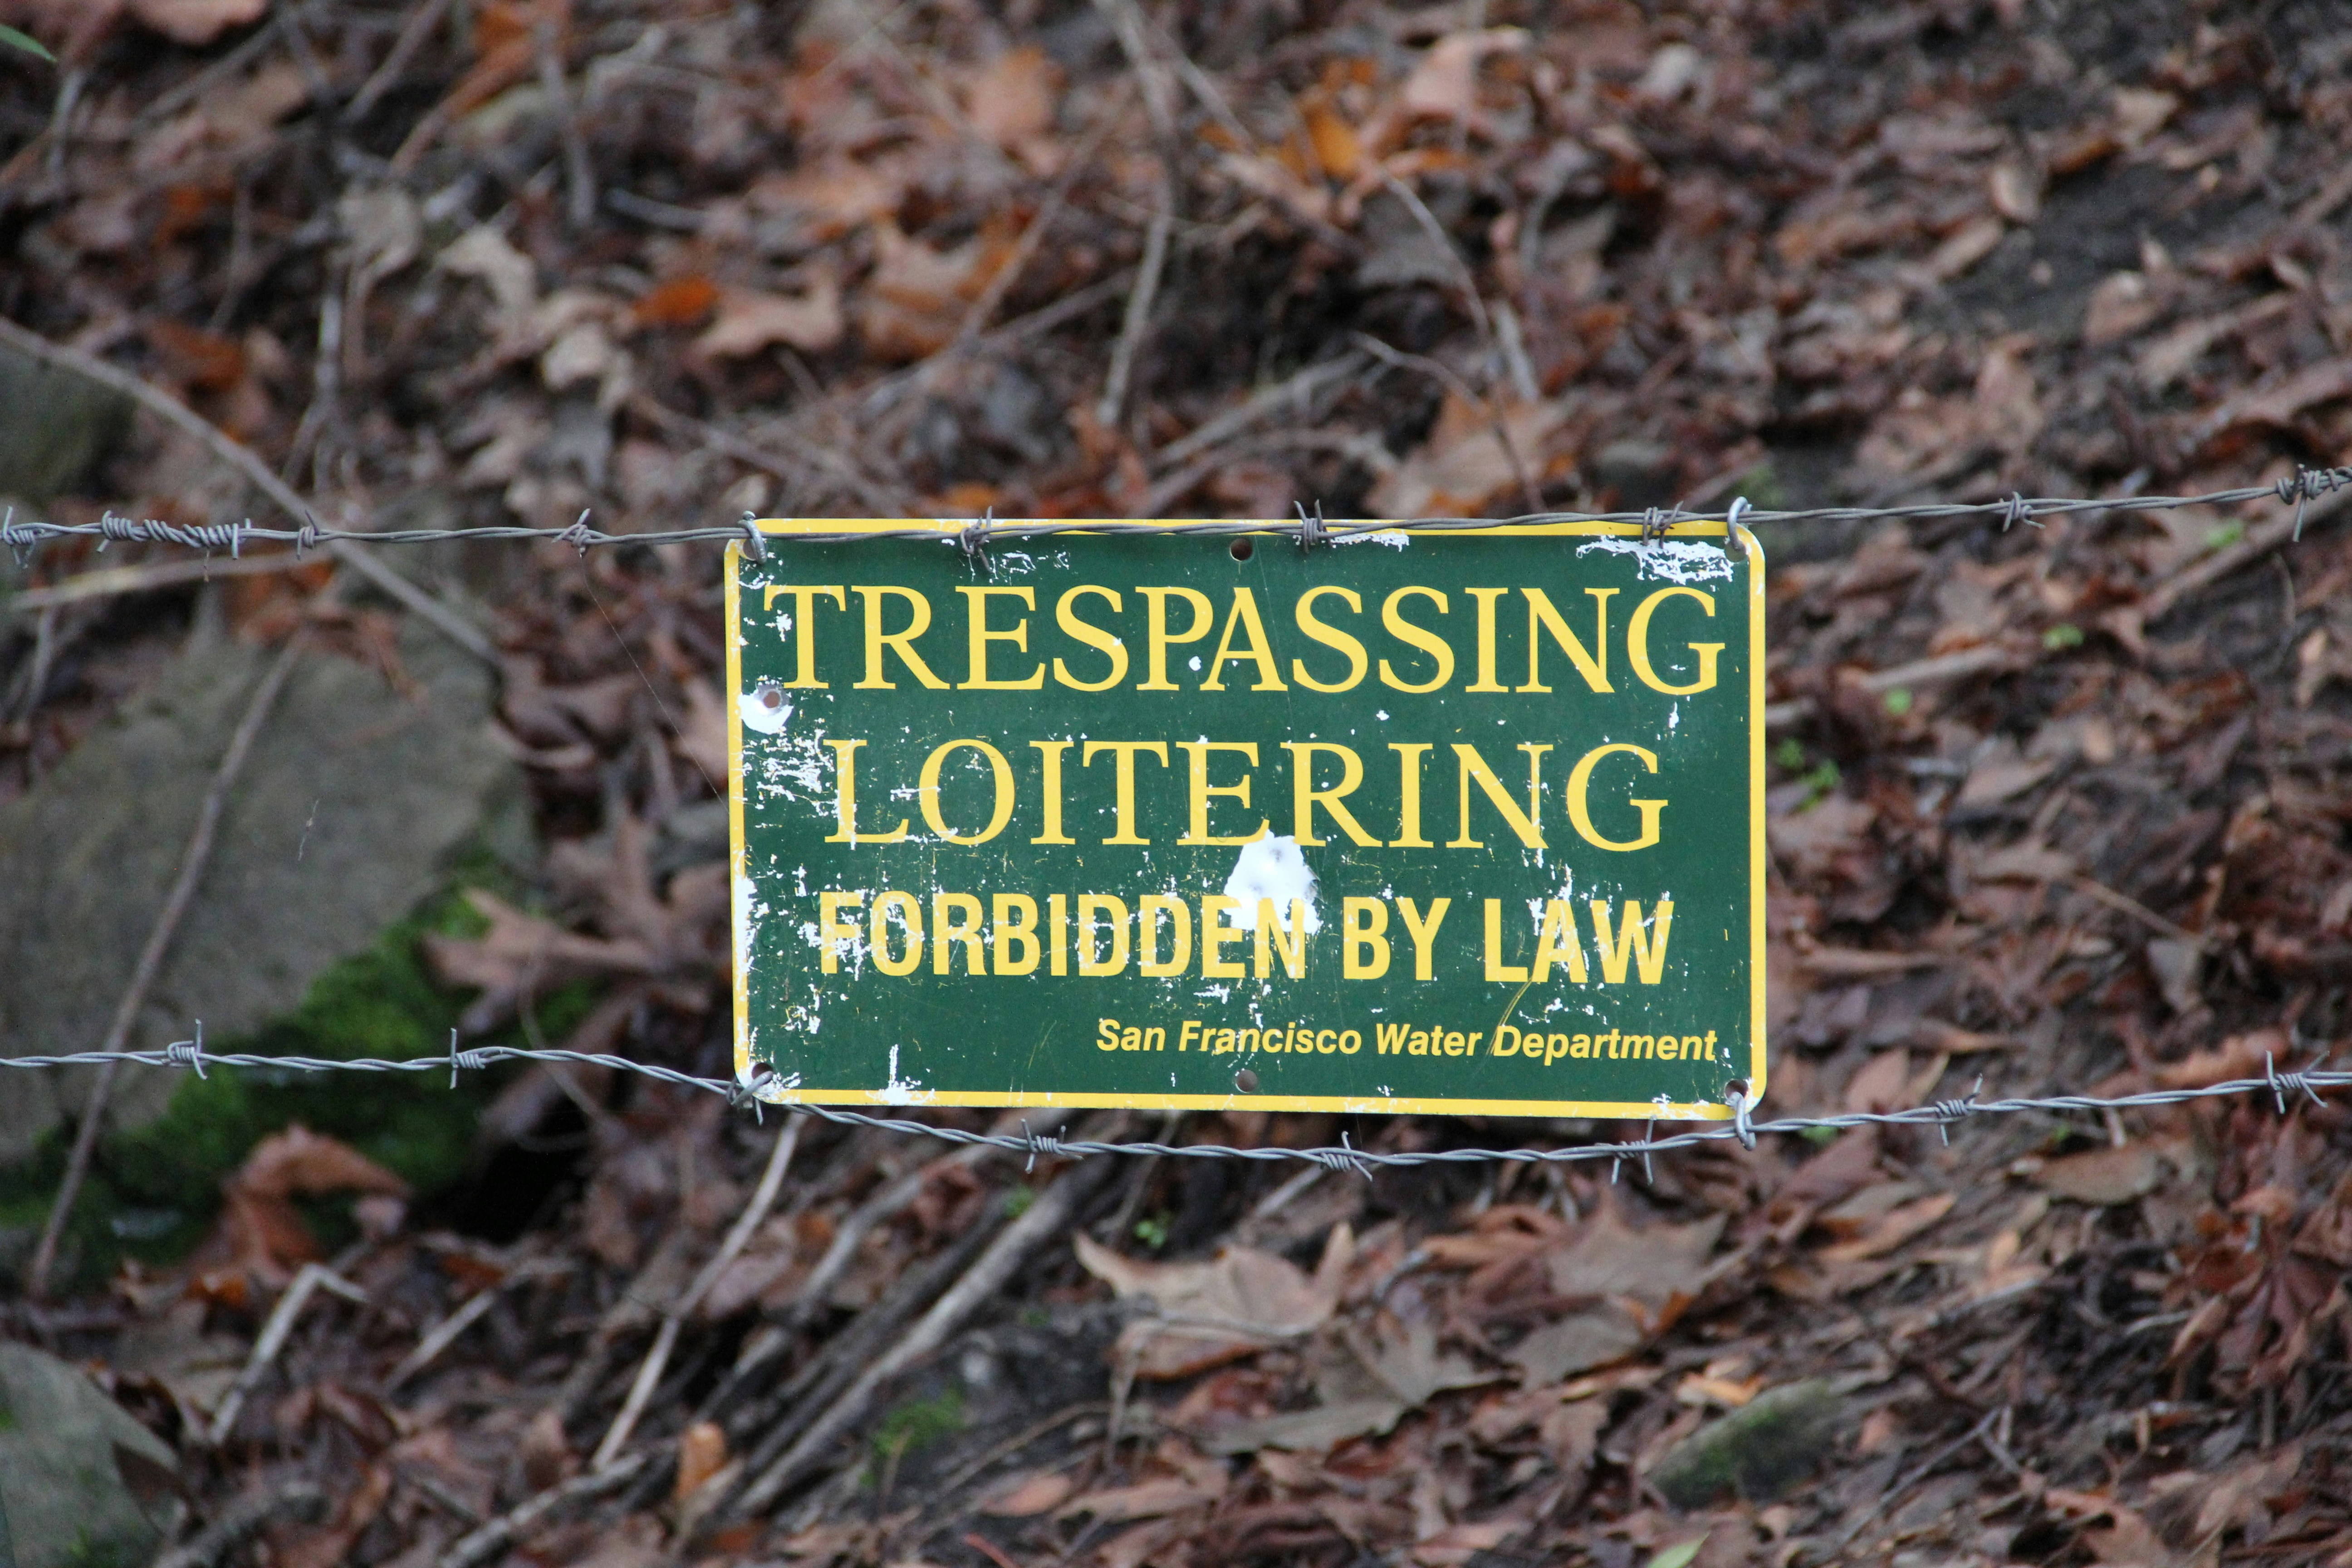 TRESPASSING
LOITERING
FORBIDDEN BY LAW
San Francisco Water Department